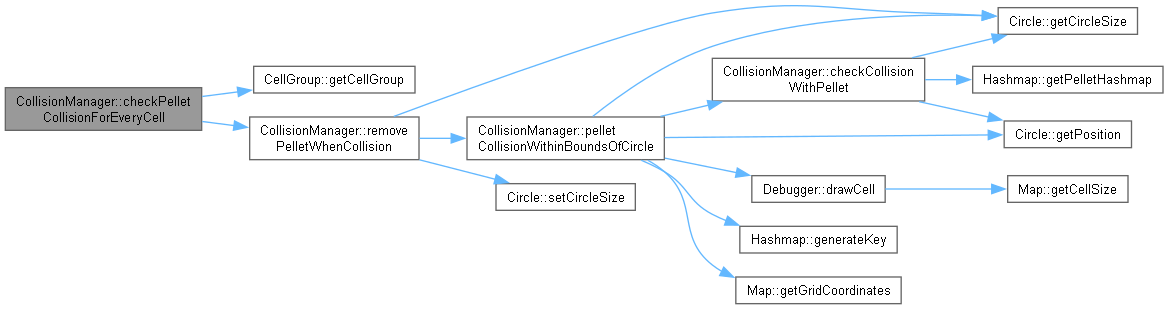 CollisionManager::checkPellet
CollisionForEveryCell
CellGroup::getCellGroup
CollisionManager::remove
PelletWhenCollision
Circle::setCircleSize
CollisionManager::pellet
CollisionWithinBoundsOfCircle
CollisionManager::checkCollision
WithPellet
Debugger::drawCell
Hashmap::generateKey
Map::getGridCoordinates
Circle::getCircleSize
Hashmap::getPelletHashmap
Circle::getPosition
Map::getCellSize